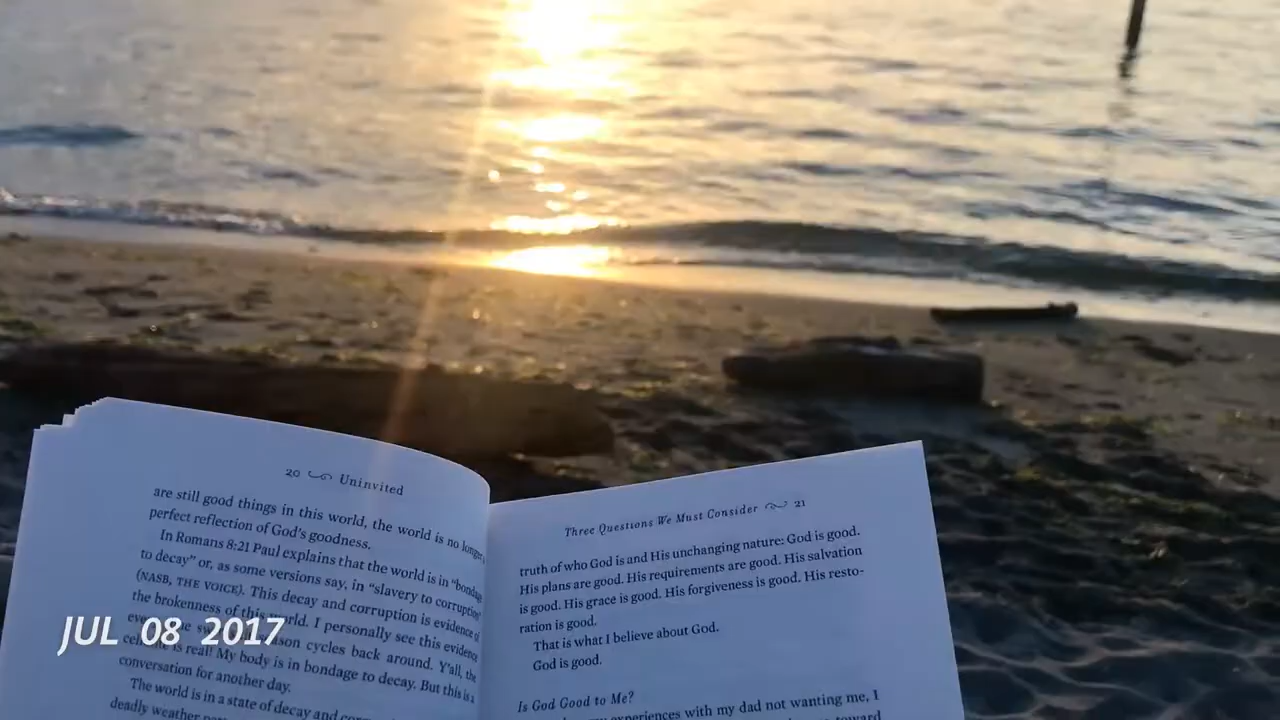 20 Uninvited
are still good things in this world, the world is no longer
perfect reflection of God's goodness.
In Romans 8:21 Paul explains that the world is in "bondage
to decay" or, as some versions say, in "slavery to corruption"
(NASB, THE VOICE). This decay and corruption is evidence of
the brokenness of this world. I personally see this evidence
season cycles back around. Y'all, the
is real! My body is in bondage to decay. But this is a
conversation for another day.
The world is in a state of decay and
deadly weather
Three Questions We Must Consider 21
truth of who God is and His unchanging nature: God is good.
His plans are good. His requirements are good. His salvation
is good. His grace is good. His forgiveness is good. His resto-
ration is good.
That is what I believe about God.
God is good.
Is God Good to Me?
experiences with my dad not wanting me, I
toward
JUL 08 2017